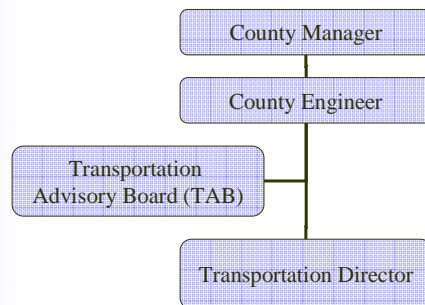 County Manager
County Engineer
Transportation
Advisory Board (TAB)
Transportation Director